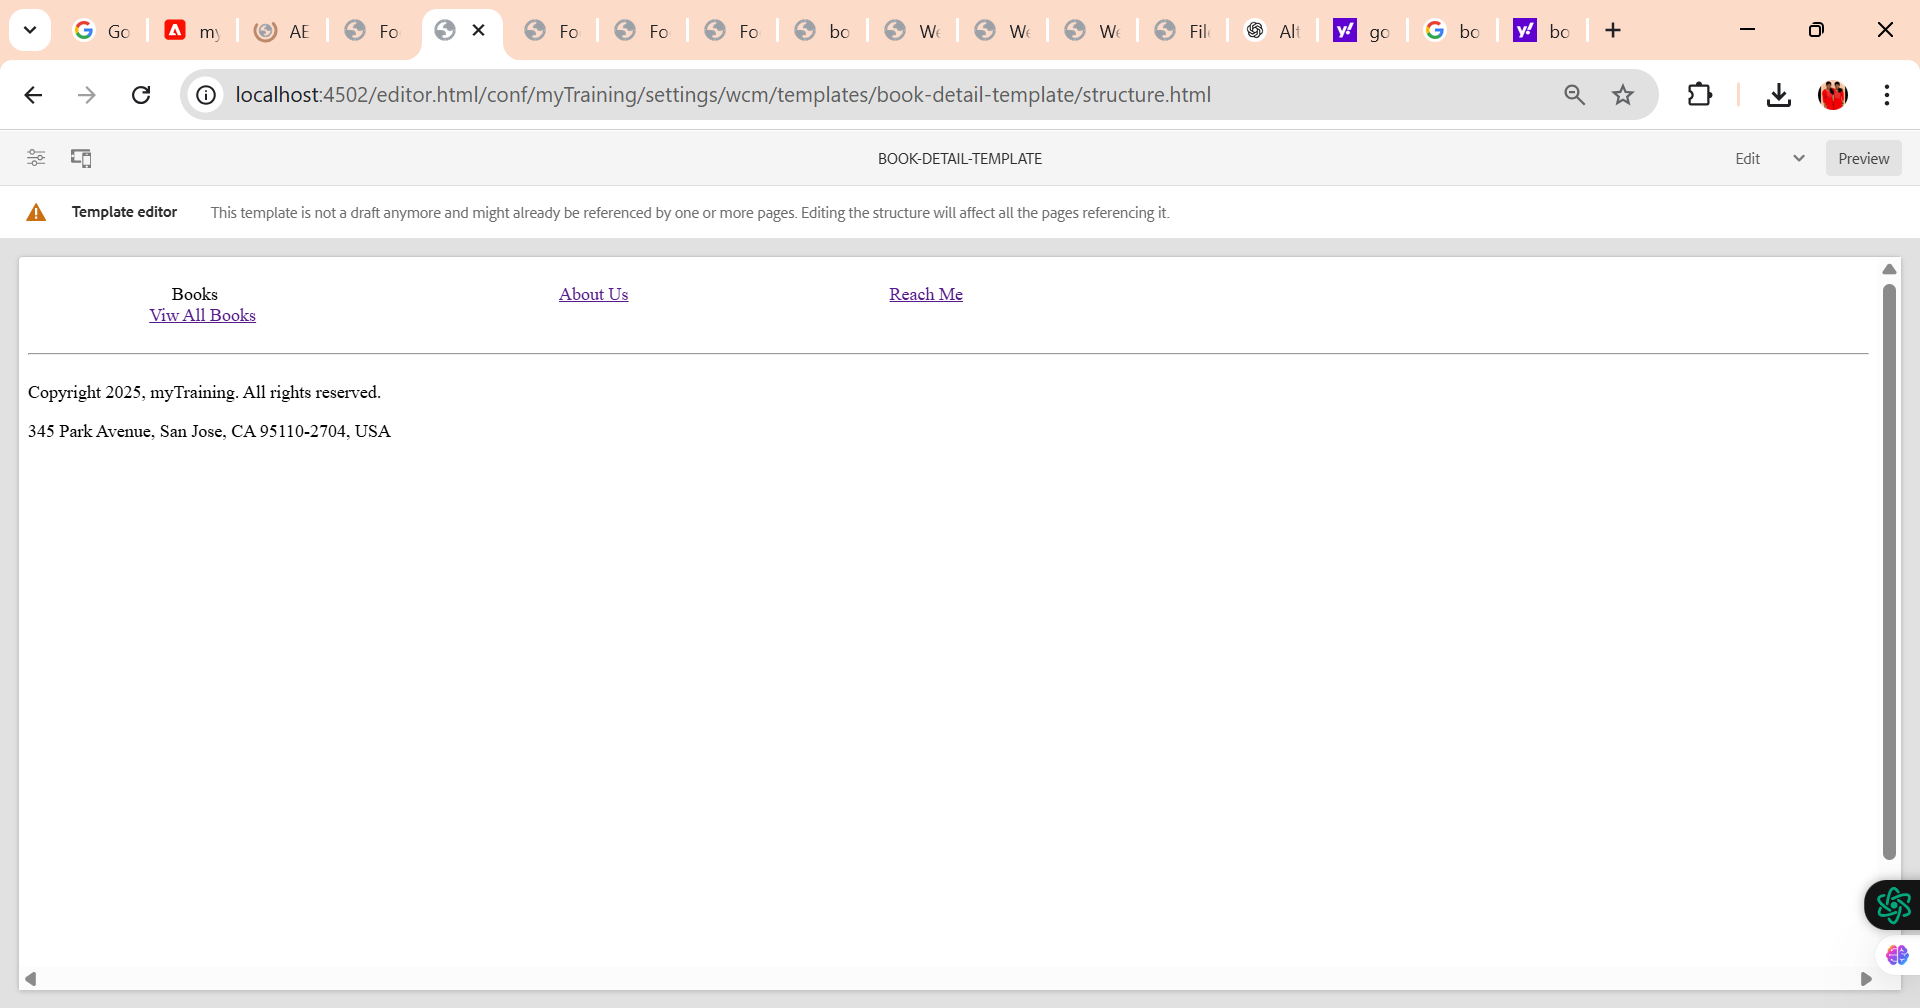 Go
my
AE
Fo
Fo
Fo
Fo
bo
We
We
We
File
Alt
go
bo
bo
localhost:4502/editor.html/conf/myTraining/settings/wcm/templates/book-detail-template/structure.html
BOOK-DETAIL-TEMPLATE
Edit
Preview
Template editor
This template is not a draft anymore and might already be referenced by one or more pages. Editing the structure will affect all the pages referencing it.
Books
About Us
Reach Me
Viw All Books
Copyright 2025, myTraining. All rights reserved.
345 Park Avenue, San Jose, CA 95110-2704, USA